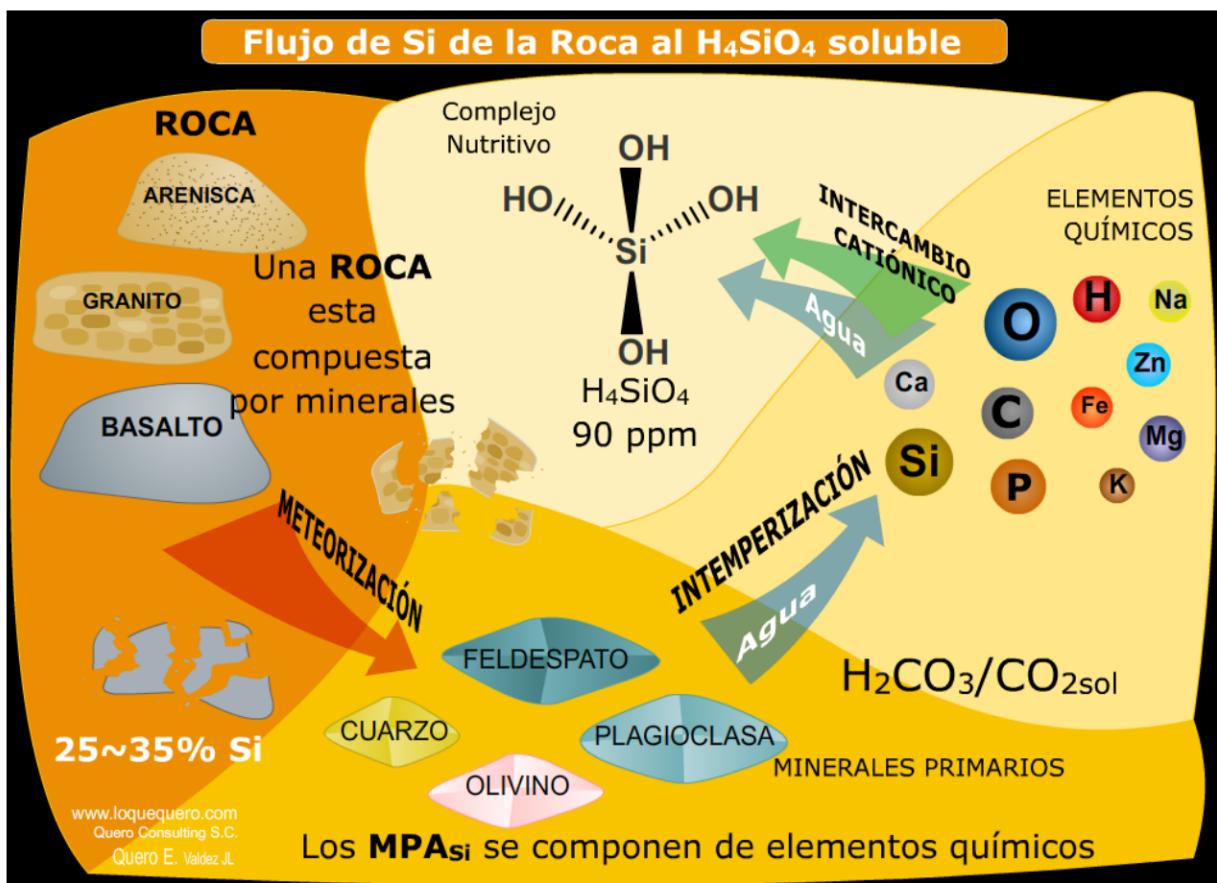 Flujo de Si de la Roca al H₄SiO₄ soluble
ROCA
ARENISCA
GRANITO
BASALTO
Una ROCA
esta
compuesta
por minerales
METEORIZACIÓN
25~35% Si
www.loquequero.com
Quero Consulting S.C.
Quero E. Valdez JL
Complejo
Nutritivo
OH
HO
OH
Si
OH
H₄SiO₄
90 ppm
INTERCAMBIO
CATIÓNICO
Agua
ELEMENTOS
QUÍMICOS
O
H
Na
Zn
Ca
C
Fe
Mg
Si
P
K
INTEMPERIZACIÓN
Agua
H₂CO₃/CO₂sol
FELDESPATO
CUARZO
PLAGIOCLASA
OLIVINO
MINERALES PRIMARIOS
Los MPASi se componen de elementos químicos